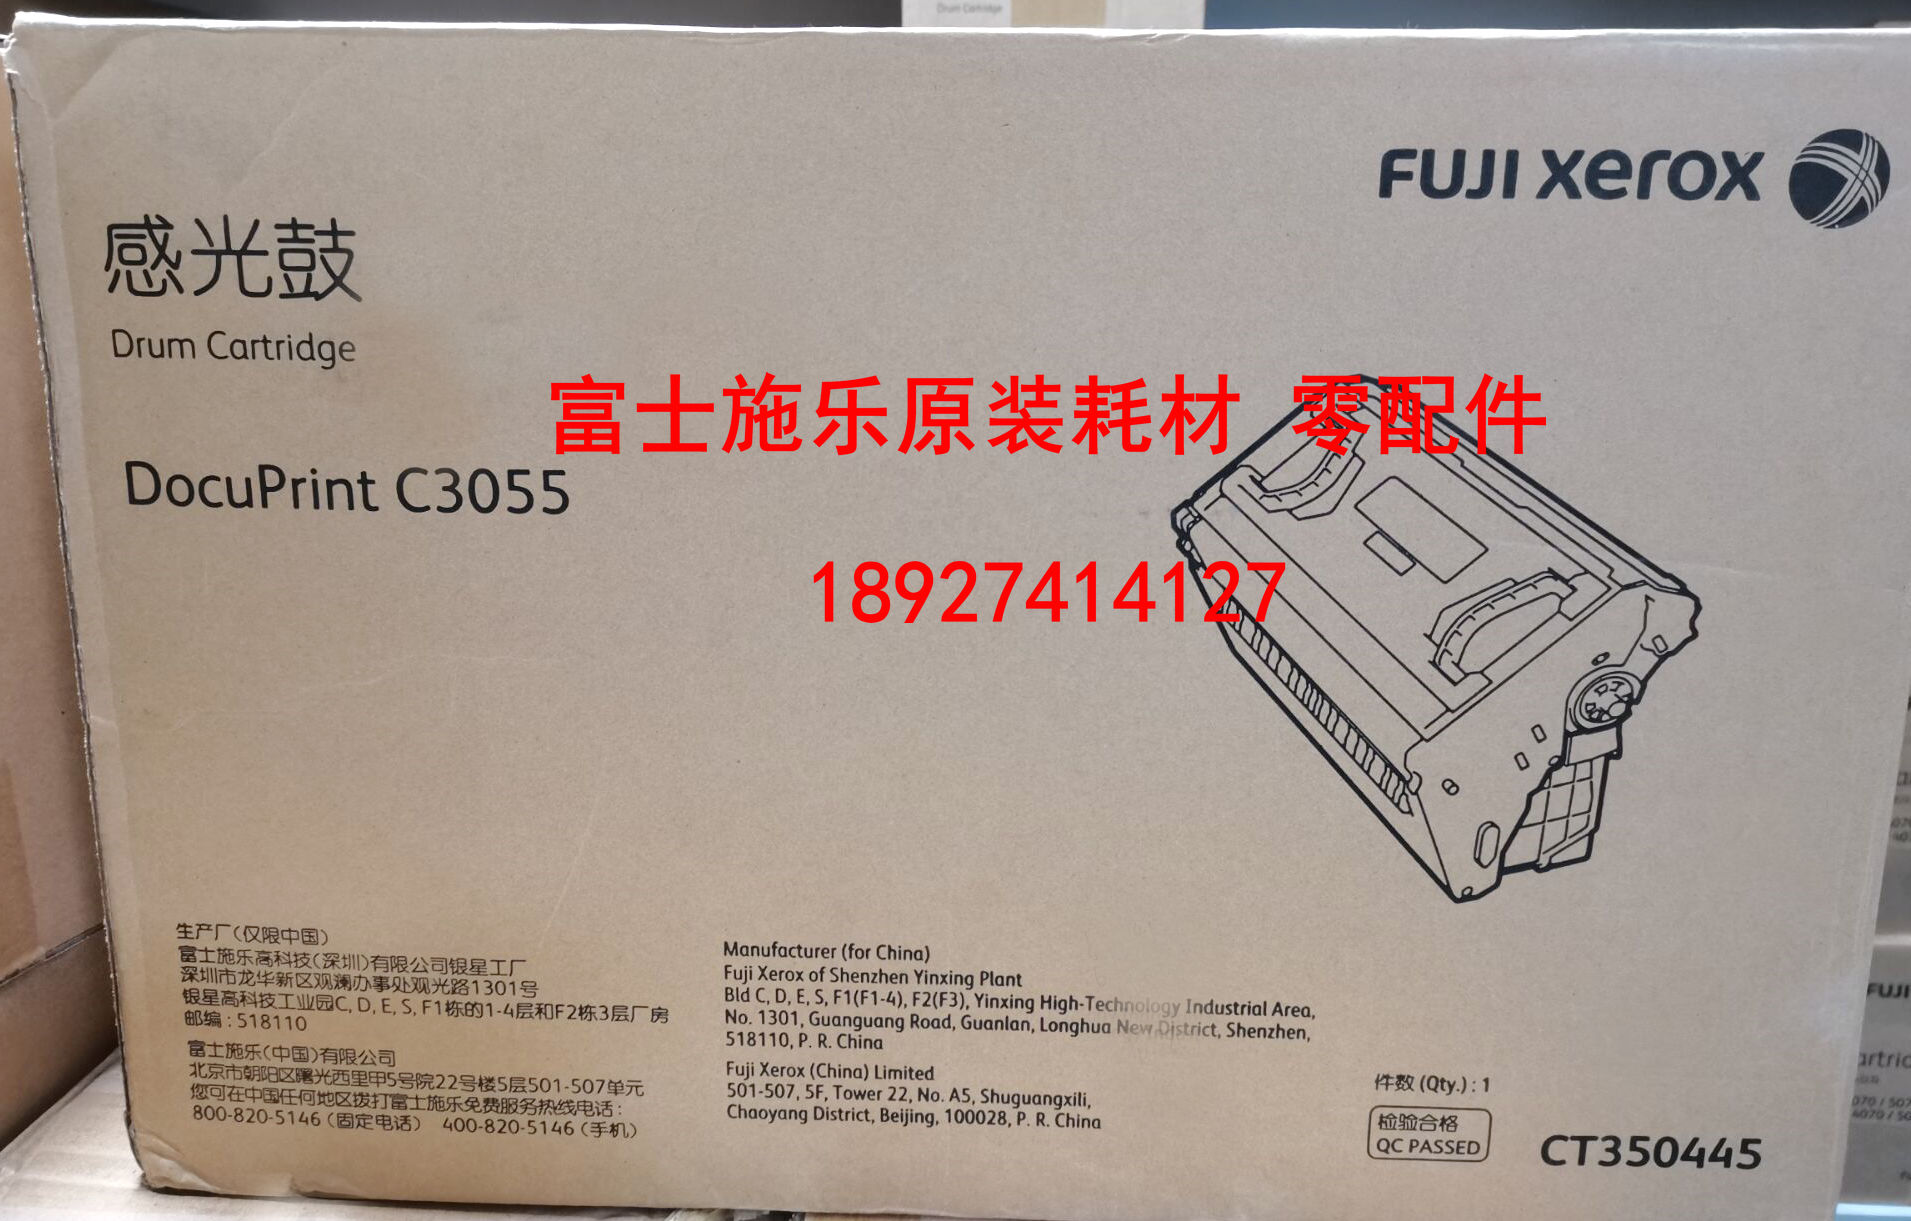 Drum Cartridge
FUJI xerox
感光鼓
Drum Cartridge
富士施乐原装耗材 零配件
DocuPrint C3055
18927414127
生产厂(仅限中国)
富士施乐高科技(深圳)有限公司银星工厂
深圳市龙华新区观澜办事处观光路1301号
银星高科技工业园C, D, E, S, F1栋的1-4层和F2栋3层厂房
邮编:518110
富士施乐(中国)有限公司
北京市朝阳区曙光西里甲5号院22号楼5层501-507单元
您可在中国任何地区拨打富士施乐免费服务热线电话:
800-820-5146(固定电话) 400-820-5146(手机)
Manufacturer (for China)
Fuji Xerox of Shenzhen Yinxing Plant
Bld C, D, E, S, F1(F1-4), F2(F3), Yinxing High-Technology Industrial Area,
No. 1301, Guanguang Road, Guanlan, Longhua New District, Shenzhen,
518110, P. R. China
Fuji Xerox (China) Limited
501-507, 5F, Tower 22, No. A5, Shuguangxili,
Chaoyang District, Beijing, 100028, P. R. China
件数 (Qty.) : 1
检验合格
QC PASSED
CT350445
FUJI